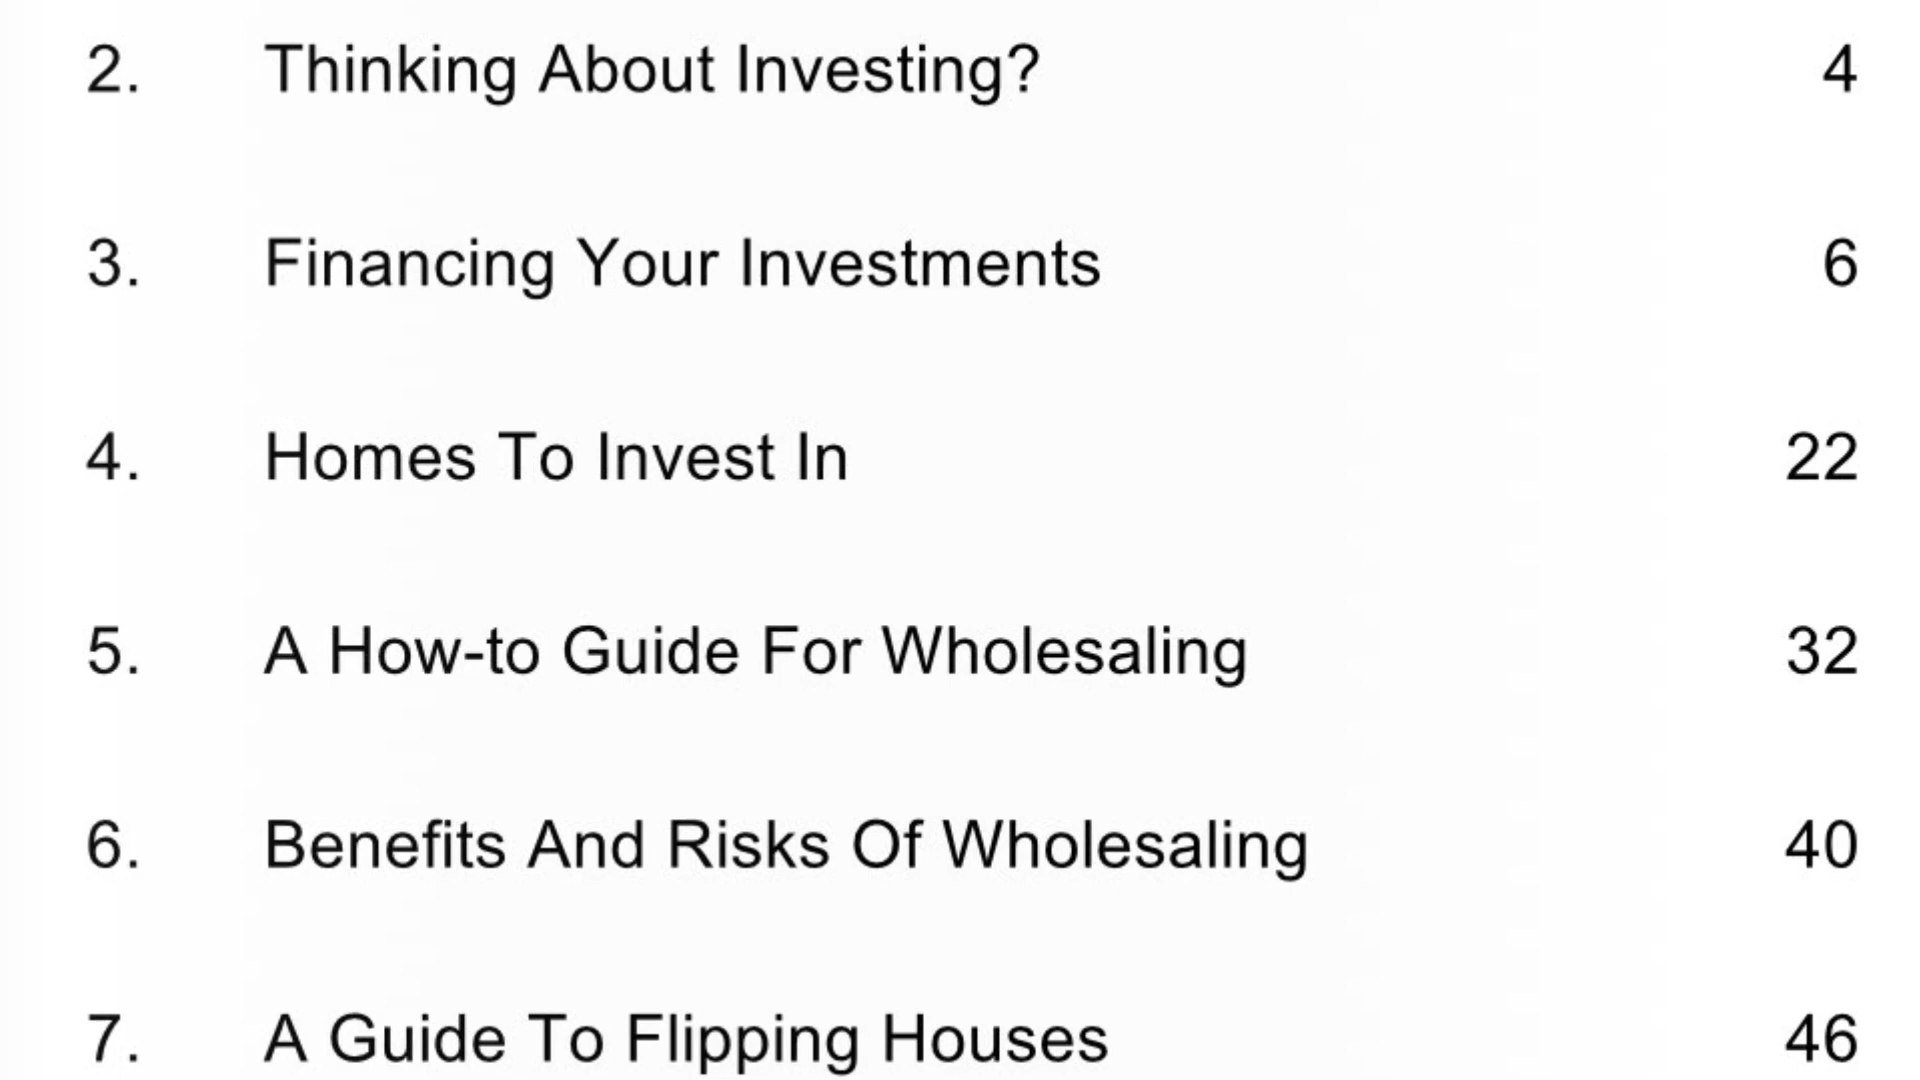 2. Thinking About Investing? 4
3. Financing Your Investments 6
4. Homes To Invest In 22
5. A How-to Guide For Wholesaling 32
6. Benefits And Risks Of Wholesaling 40
7. A Guide To Flipping Houses 46